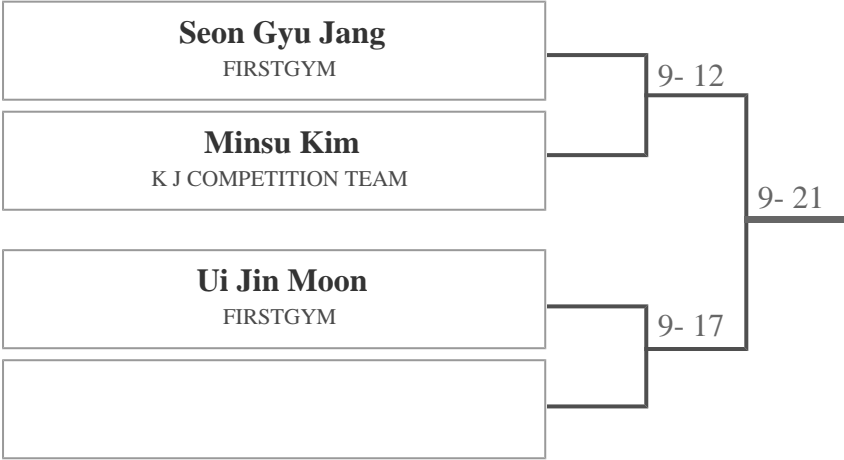 Seon Gyu Jang
FIRSTGYM
9- 12
Minsu Kim
K J COMPETITION TEAM
9- 21
Ui Jin Moon
FIRSTGYM
9- 17